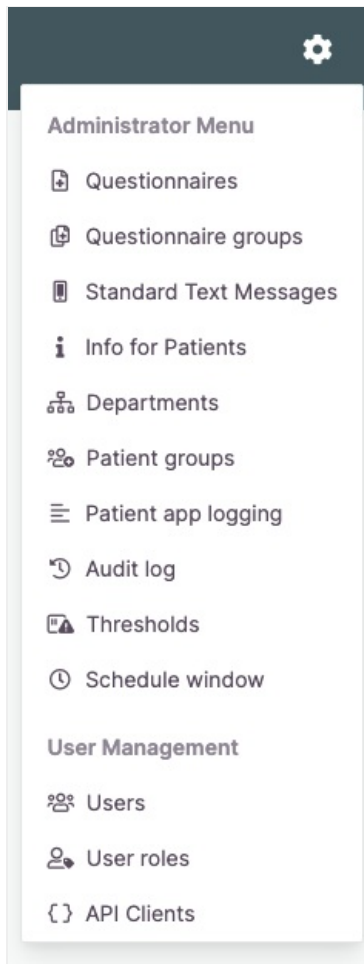 Administrator Menu
Questionnaires
Questionnaire groups
Standard Text Messages
Info for Patients
Departments
Patient groups
Patient app logging
Audit log
Thresholds
Schedule window
User Management
Users
User roles
API Clients